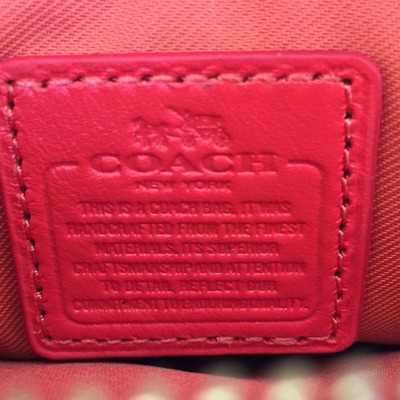 COACH
NEW YORK
THIS IS A COACH BAG. IT WAS
HANDCRAFTED FROM THE FINEST
MATERIALS. ITS SUPERIOR
CRAFTSMANSHIP AND ATTENTION
TO DETAIL REFLECT OUR
COMMITMENT TO ENDURING QUALITY.